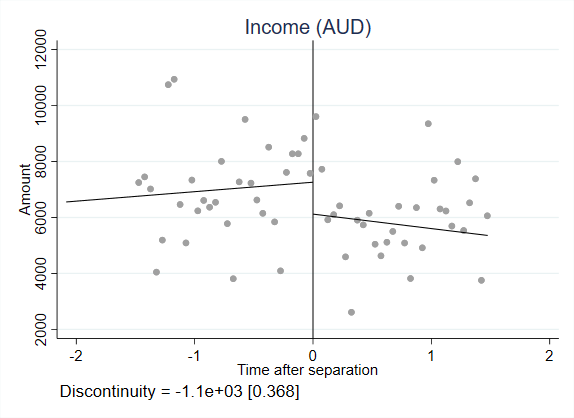 Income (AUD)
12000
10000
8000
6000
4000
2000
Amount
-2
-1
0
1
2
Time after separation
Discontinuity = -1.1e+03 [0.368]